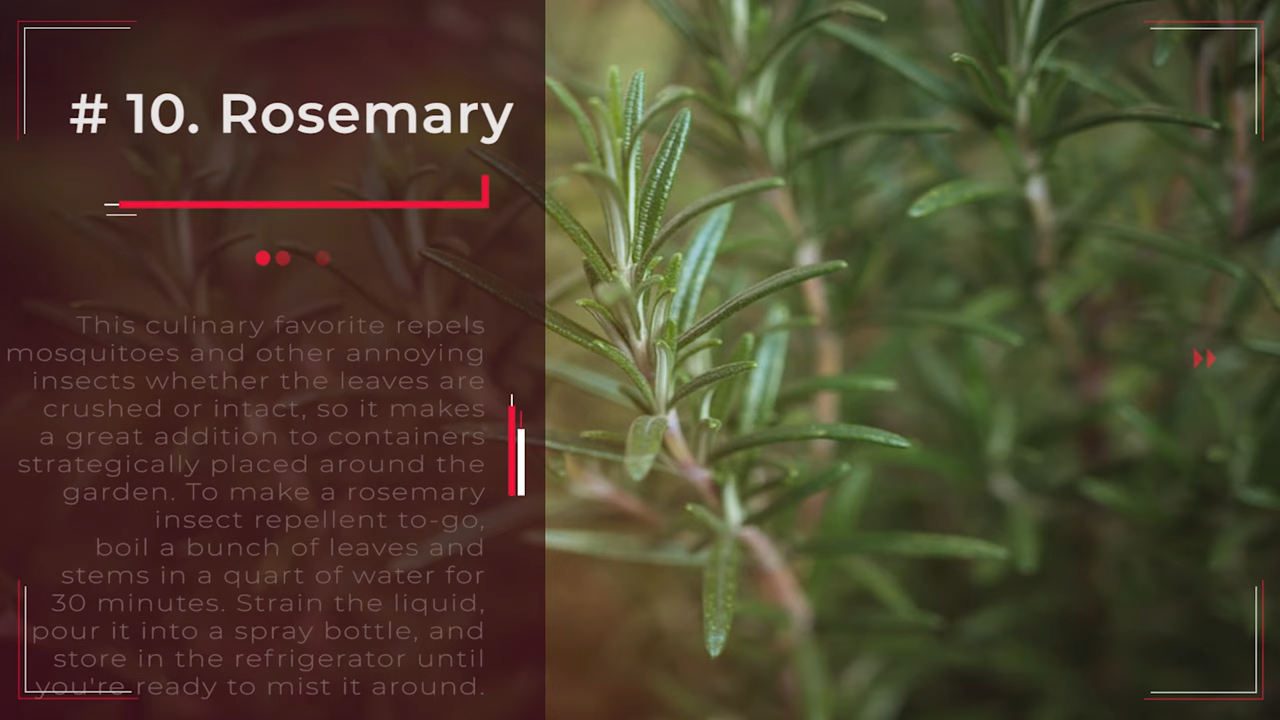 # 10. Rosemary
This culinary favorite repels
mosquitoes and other annoying
insects whether the leaves are
crushed or intact, so it makes
a great addition to containers
strategically placed around the
garden. To make a rosemary
insect repellent to-go,
boil a bunch of leaves and
stems in a quart of water for
30 minutes. Strain the liquid,
pour it into a spray bottle, and
store in the refrigerator until
you're ready to mist it around.